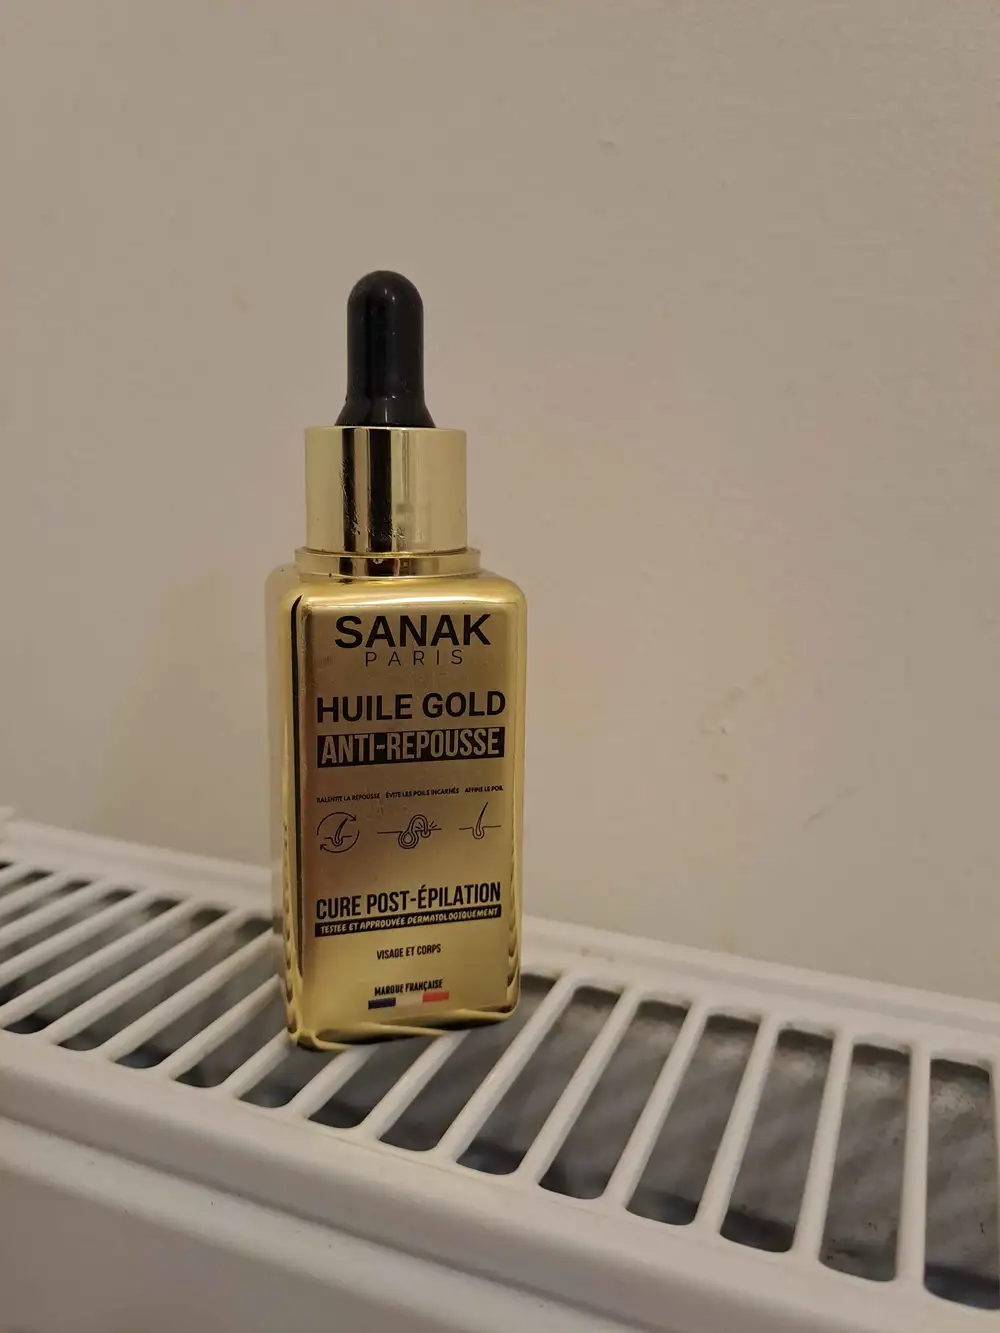 SANAK
PARIS
HUILE GOLD
ANTI-REPOUSSE
RALENTIT LA REPOUSSE ÉVITE LES POILS INCARNÉS AFFINE LE POIL
CURE POST-ÉPILATION
TESTÉE ET APPROUVÉE DERMATOLOGIQUEMENT
VISAGE ET CORPS
MARQUE FRANÇAISE